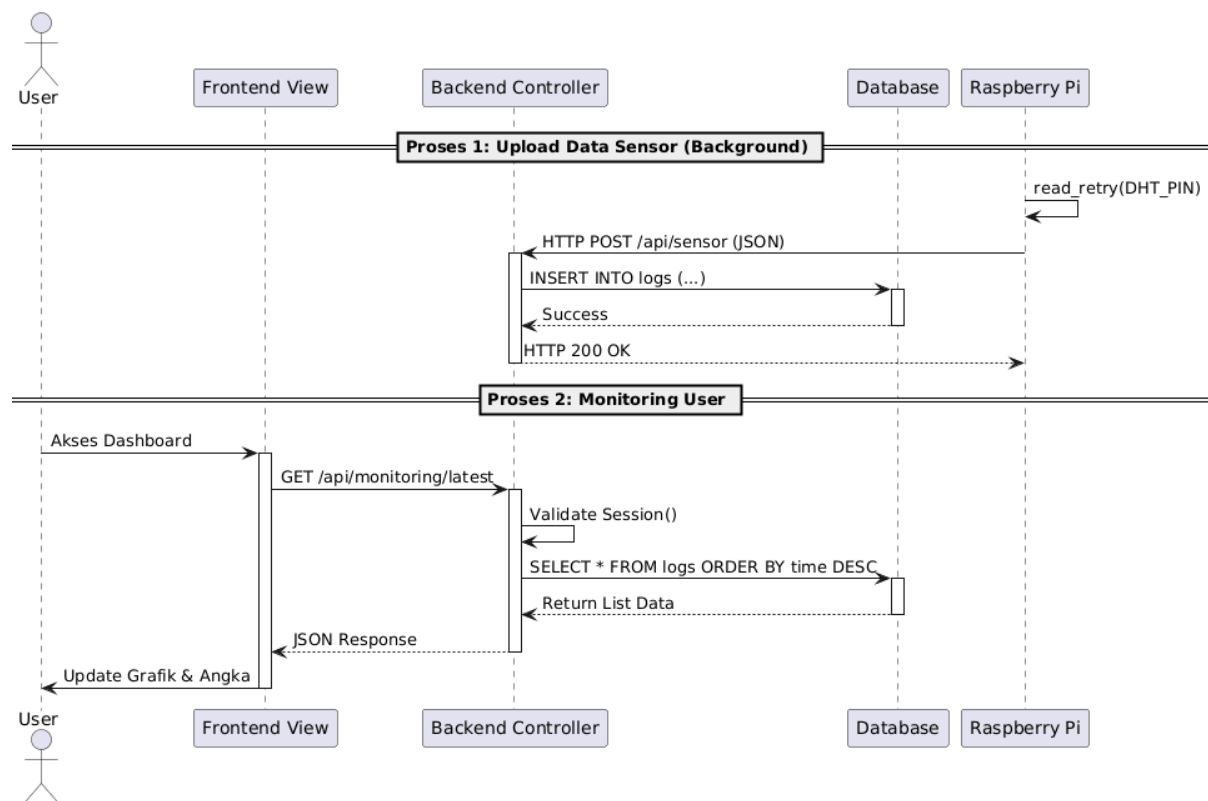 User
Frontend View
Backend Controller
Database
Raspberry Pi
Proses 1: Upload Data Sensor (Background)
read_retry(DHT_PIN)
HTTP POST /api/sensor (JSON)
INSERT INTO logs (...)
Success
HTTP 200 OK
Proses 2: Monitoring User
Akses Dashboard
GET /api/monitoring/latest
Validate Session()
SELECT * FROM logs ORDER BY time DESC
Return List Data
JSON Response
Update Grafik & Angka
User
Frontend View
Backend Controller
Database
Raspberry Pi